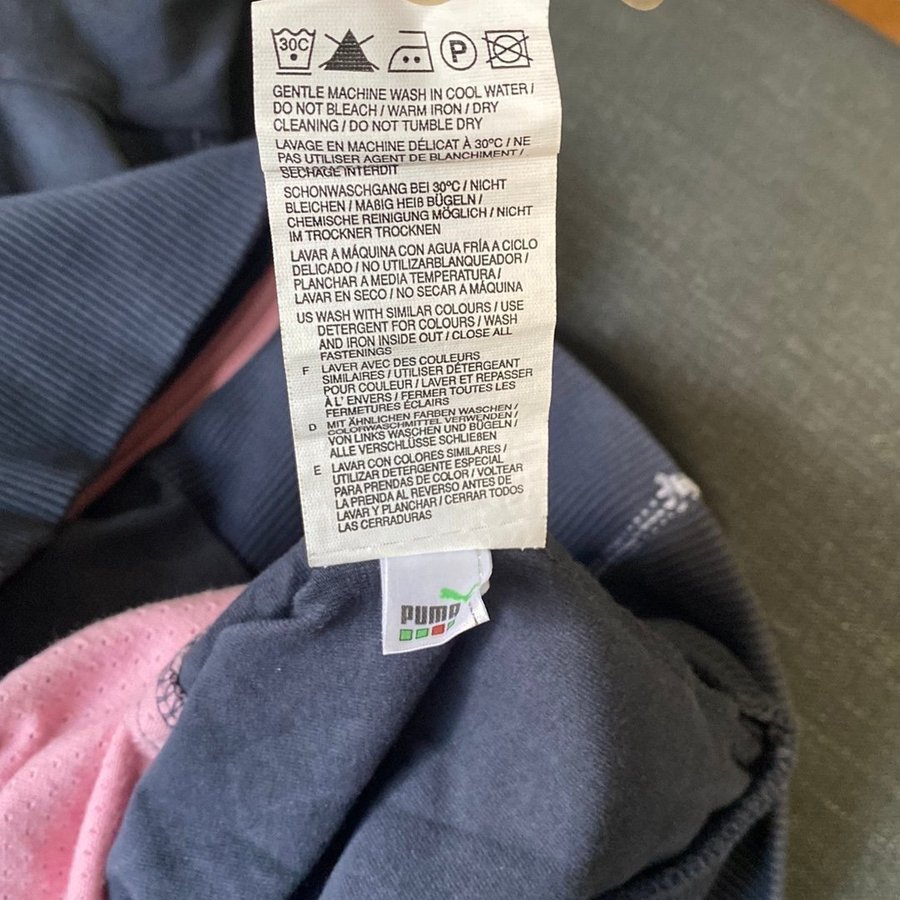 30C
P
GENTLE MACHINE WASH IN COOL WATER /
DO NOT BLEACH / WARM IRON / DRY
CLEANING / DO NOT TUMBLE DRY
LAVAGE EN MACHINE DÉLICAT À 30°C / NE
PAS UTILISER AGENT DE BLANCHIMENT /
SECHAGE INTERDIT
SCHONWASCHGANG BEI 30°C / NICHT
BLEICHEN / MAßIG HEIß BÜGELN /
CHEMISCHE REINIGUNG MÖGLICH / NICHT
IM TROCKNER TROCKNEN
LAVAR A MÁQUINA CON AGUA FRÍA A CICLO
DELICADO / NO UTILIZARBLANQUEADOR /
PLANCHAR A MEDIA TEMPERATURA /
LAVAR EN SECO / NO SECAR A MÁQUINA
US WASH WITH SIMILAR COLOURS / USE
DETERGENT FOR COLOURS / WASH
AND IRON INSIDE OUT / CLOSE ALL
FASTENINGS
F LAVER AVEC DES COULEURS
SIMILAIRES / UTILISER DÉTERGEANT
POUR COULEUR / LAVER ET REPASSER
À L' ENVERS / FERMER TOUTES LES
FERMETURES ÉCLAIRS
D MIT ÄHNLICHEN FARBEN WASCHEN /
COLORWASCHMITTEL VERWENDEN /
VON LINKS WASCHEN UND BÜGELN /
ALLE VERSCHLÜSSE SCHLIEßEN
E LAVAR CON COLORES SIMILARES /
UTILIZAR DETERGENTE ESPECIAL
PARA PRENDAS DE COLOR / VOLTEAR
LA PRENDA AL REVERSO ANTES DE
LAVAR Y PLANCHAR / CERRAR TODOS
LAS CERRADURAS
PUMA